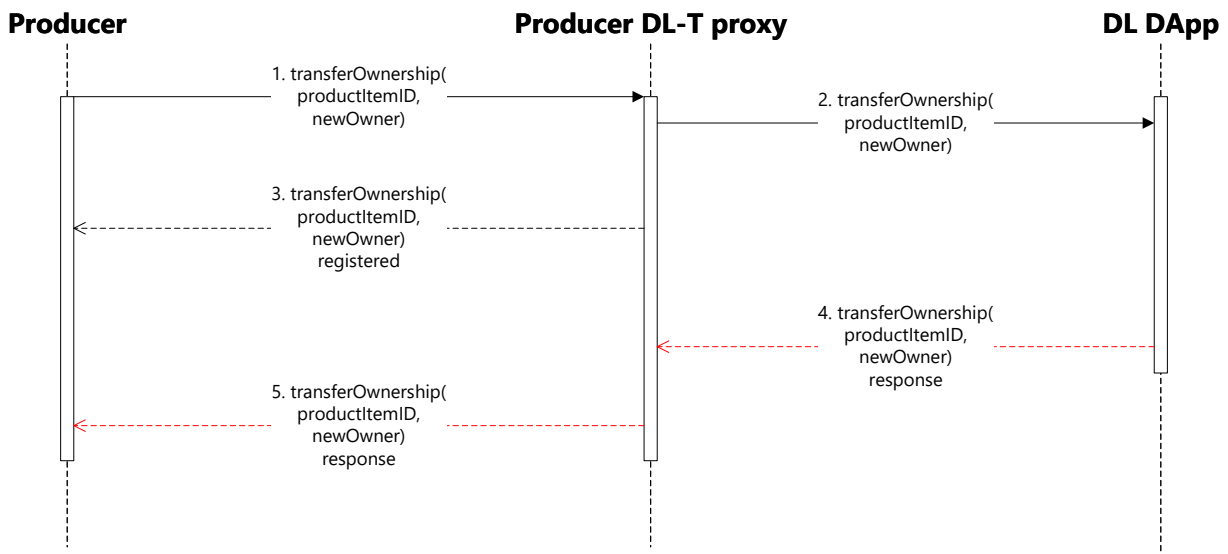 Producer
Producer DL-T proxy
DL DApp
1. transferOwnership(
productItemID,
newOwner)
2. transferOwnership(
productItemID,
newOwner)
3. transferOwnership(
productItemID,
newOwner)
registered
4. transferOwnership(
productItemID,
newOwner)
response
5. transferOwnership(
productItemID,
newOwner)
response